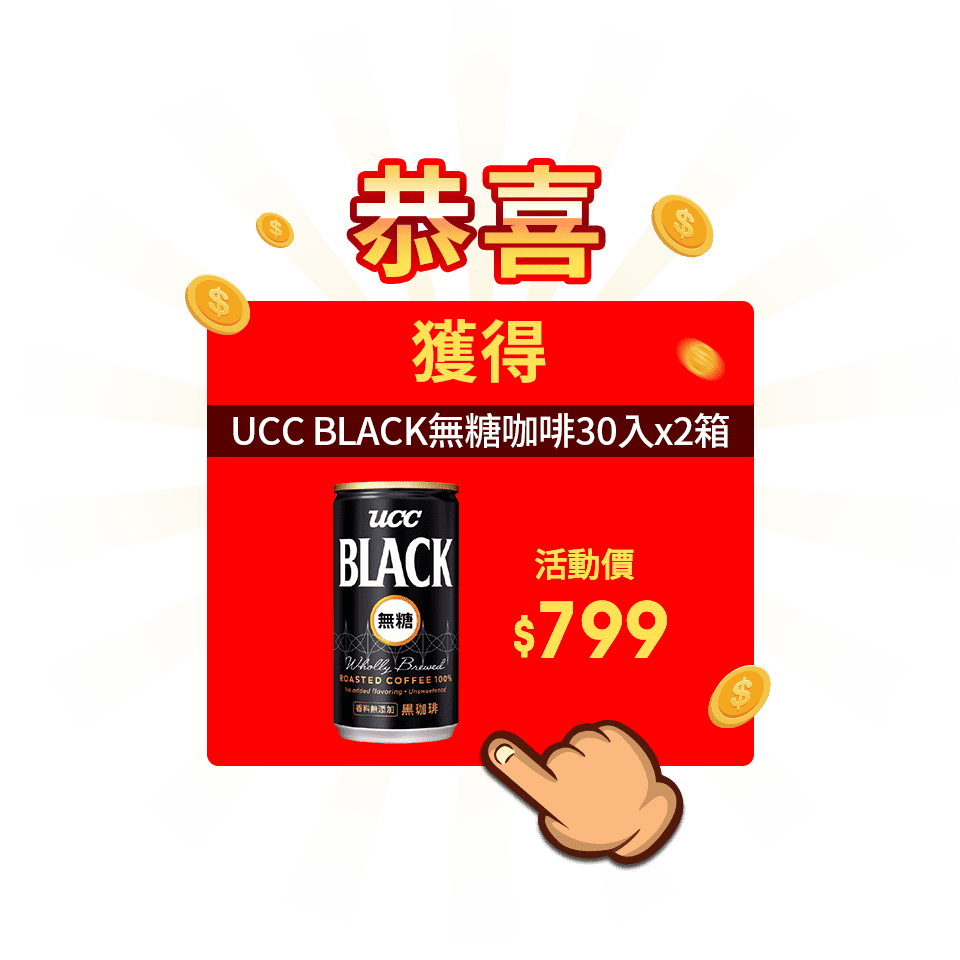 恭喜
獲得
UCC BLACK無糖咖啡30入x2箱
UCC
BLACK
無糖
Wholly Brewed
ROASTED COFFEE 100%
No added flavoring • Unsweetened
香料無添加 黑咖啡
活動價
$799